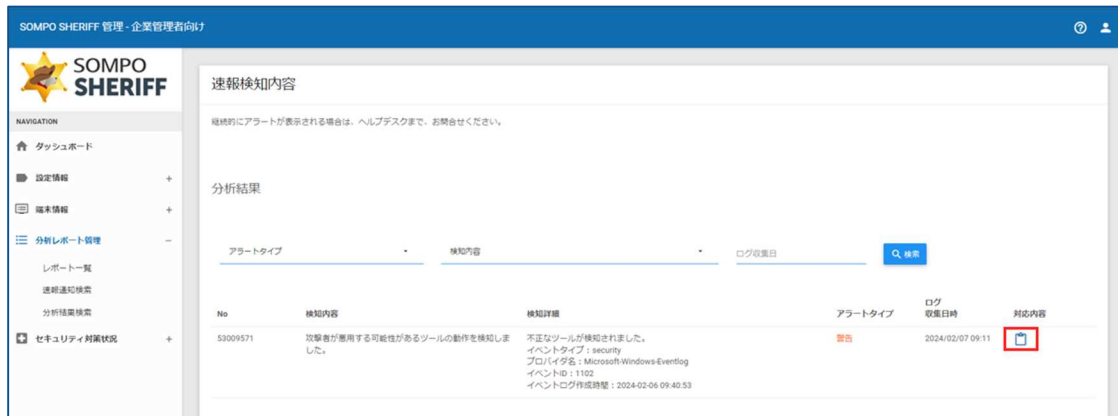 SOMPO SHERIFF 管理 - 企業管理者向け
SOMPO
SHERIFF
NAVIGATION
ダッシュボード
設定情報 +
端末情報 +
分析レポート管理 −
レポート一覧
速報通知検索
分析結果検索
セキュリティ対策状況 +
速報検知内容
継続的にアラートが表示される場合は、ヘルプデスクまで、お問合せください。
分析結果
アラートタイプ 検知内容 ログ収集日 検索
No 検知内容 検知詳細 アラートタイプ ログ
収集日時 対応内容
53009571 攻撃者が悪用する可能性があるツールの動作を検知しま
した。
不正なツールが検知されました。
イベントタイプ：security
プロバイダ名：Microsoft-Windows-Eventlog
イベントID：1102
イベントログ作成時間：2024-02-06 09:40:53
警告 2024/02/07 09:11